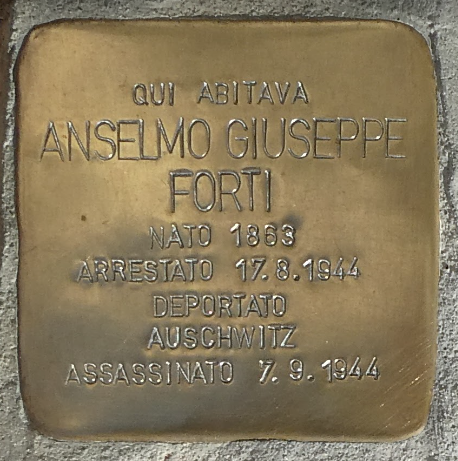 QUI ABITAVA
ANSELMO GIUSEPPE
FORTI
NATO 1863
ARRESTATO 17.8.1944
DEPORTATO
AUSCHWITZ
ASSASSINATO 7.9.1944